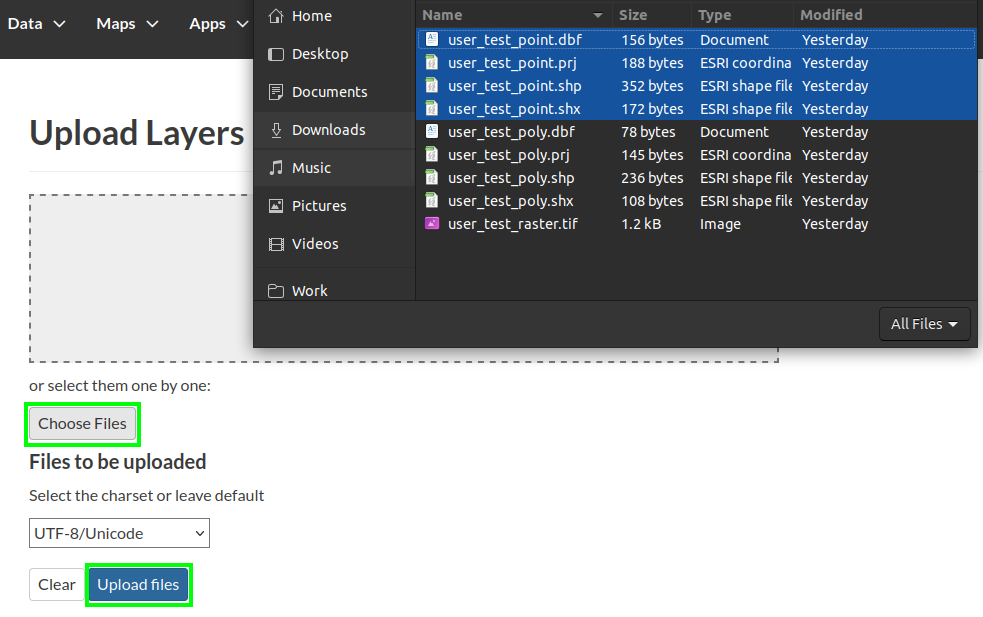 Data Maps Apps
Upload Layers
or select them one by one:
Choose Files
Files to be uploaded
Select the charset or leave default
UTF-8/Unicode
Clear Upload files
Home
Desktop
Documents
Downloads
Music
Pictures
Videos
Work
Name Size Type Modified
user_test_point.dbf 156 bytes Document Yesterday
user_test_point.prj 188 bytes ESRI coordina Yesterday
user_test_point.shp 352 bytes ESRI shape file Yesterday
user_test_point.shx 172 bytes ESRI shape file Yesterday
user_test_poly.dbf 78 bytes Document Yesterday
user_test_poly.prj 145 bytes ESRI coordina Yesterday
user_test_poly.shp 236 bytes ESRI shape file Yesterday
user_test_poly.shx 108 bytes ESRI shape file Yesterday
user_test_raster.tif 1.2 kB Image Yesterday
All Files